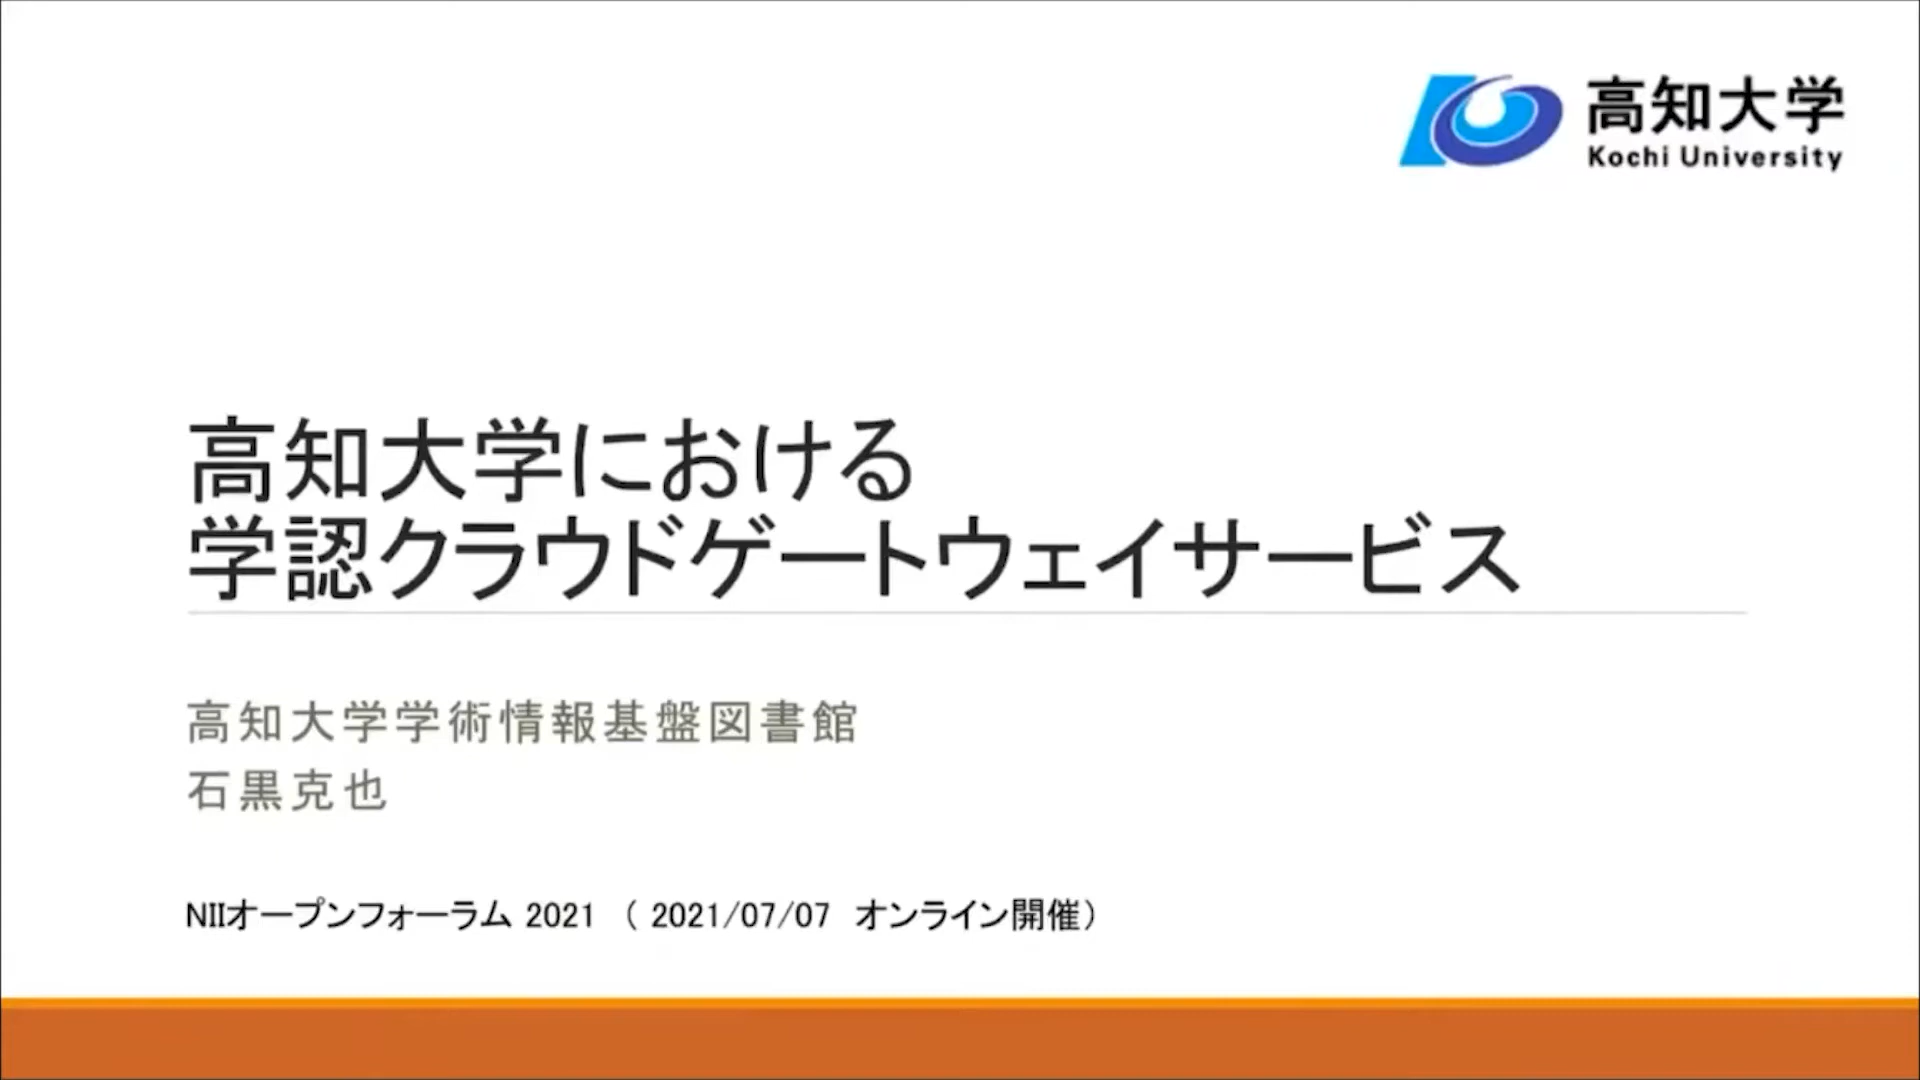 高知大学
Kochi University
高知大学における
学認クラウドゲートウェイサービス
高知大学学術情報基盤図書館
石黒克也
NIIオープンフォーラム 2021 （ 2021/07/07 オンライン開催）